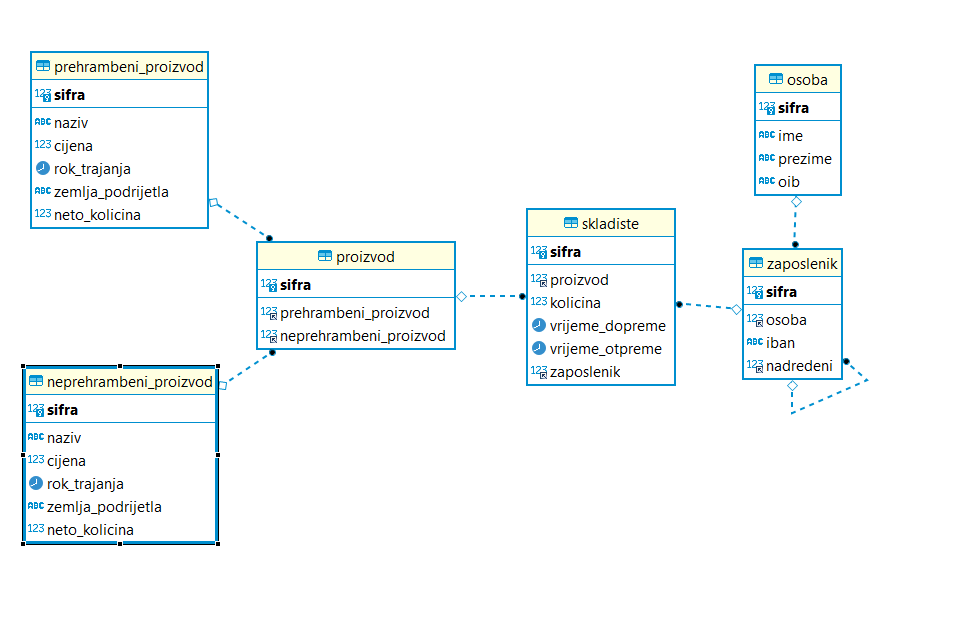 prehrambeni_proizvod
123 sifra
ABC naziv
123 cijena
rok_trajanja
ABC zemlja_podrijetla
123 neto_kolicina
neprehrambeni_proizvod
123 sifra
ABC naziv
123 cijena
rok_trajanja
ABC zemlja_podrijetla
123 neto_kolicina
proizvod
123 sifra
123 prehrambeni_proizvod
123 neprehrambeni_proizvod
skladiste
123 sifra
123 proizvod
123 kolicina
vrijeme_dopreme
vrijeme_otpreme
123 zaposlenik
osoba
123 sifra
ABC ime
ABC prezime
ABC oib
zaposlenik
123 sifra
123 osoba
ABC iban
123 nadredeni